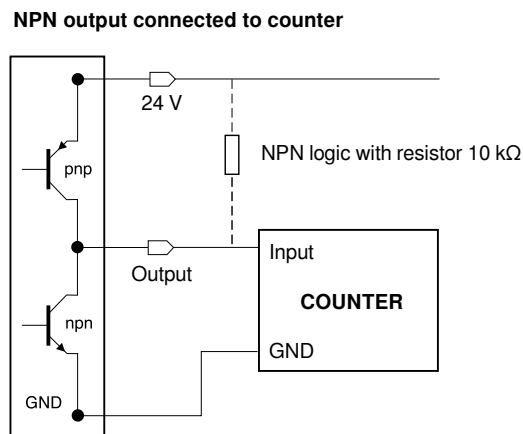 NPN output connected to counter
24 V
pnp
NPN logic with resistor 10 kΩ
Output
Input
COUNTER
npn
GND
GND